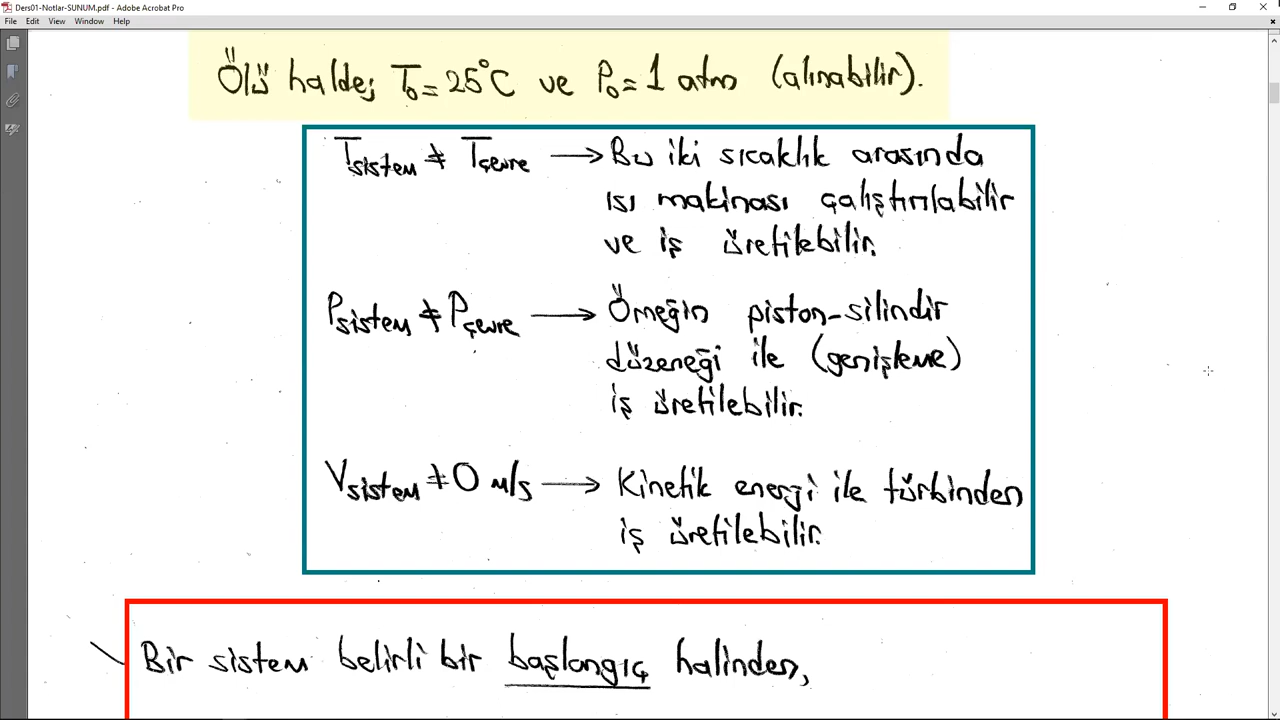 Ders01-Notlar-SUNUM.pdf - Adobe Acrobat Pro
File Edit View Window Help
Ölü halde; T₀ = 25°C ve P₀ = 1 atm (alınabilir).
Tsistem ≠ Tçevre → Bu iki sıcaklık arasında
ısı makinası çalıştırılabilir
ve iş üretilebilir.
Psistem ≠ Pçevre → Örneğin piston-silindir
düzeneği ile (genişleme)
iş üretilebilir.
Vsistem ≠ 0 m/s → Kinetik energi ile türbinden
iş üretilebilir.
Bir sistem belirli bir başlangıç halinden,